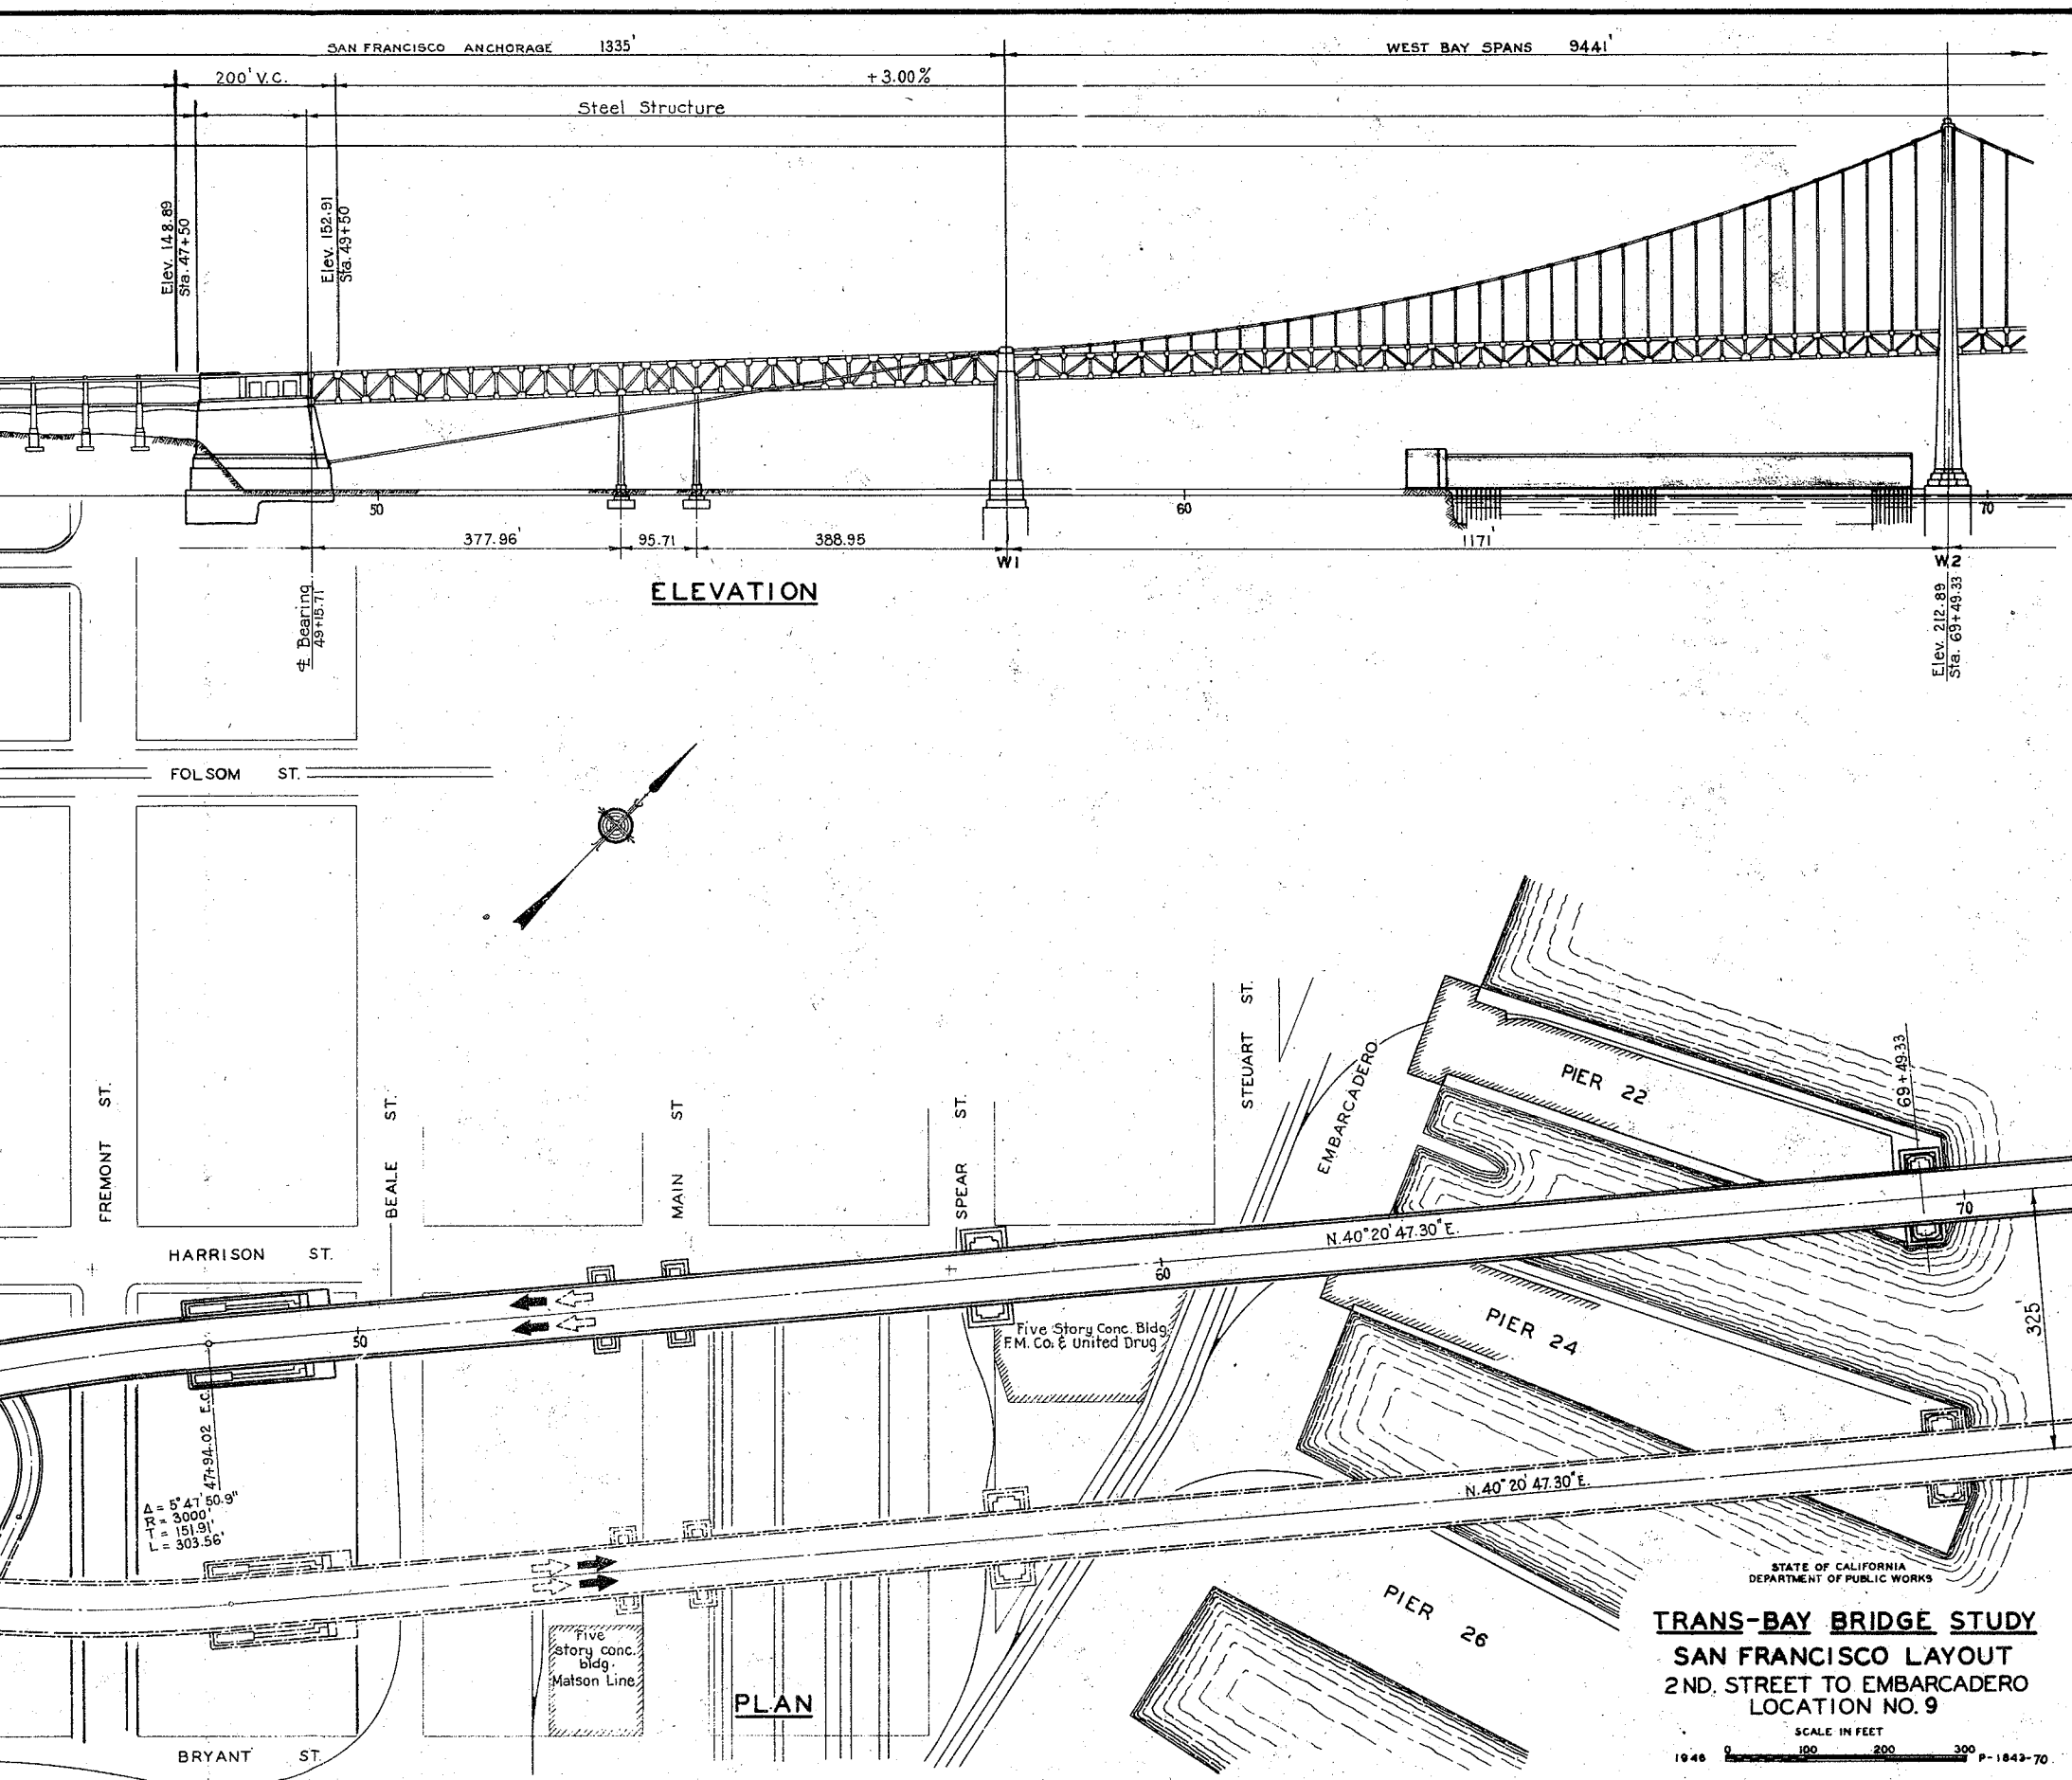 SAN FRANCISCO ANCHORAGE 1335'
WEST BAY SPANS 9441'
200' V.C.
+3.00%
Steel Structure
Elev. 148.89
Sta. 47+50
Elev. 152.91
Sta. 49+50
50
60
70
377.96'
95.71
388.95
1171'
W1
W2
ELEVATION
℄ Bearing
49+15.71
Elev. 212.89
Sta. 69+49.33
FOLSOM ST.
FREMONT ST.
BEALE ST.
MAIN ST
SPEAR ST.
STEUART ST.
EMBARCADERO
PIER 22
69+49.33
HARRISON ST.
N.40°20'47.30"E.
60
70
50
Five Story Conc. Bldg.
F.M. Co. & United Drug
PIER 24
325'
47+94.02 E.C.
Δ = 5°47'50.9"
R = 3000'
T = 151.91'
L = 303.56'
N.40°20'47.30"E.
PIER 26
Five
story conc.
bldg.
Matson Line
PLAN
BRYANT ST.
STATE OF CALIFORNIA
DEPARTMENT OF PUBLIC WORKS
TRANS-BAY BRIDGE STUDY
SAN FRANCISCO LAYOUT
2ND. STREET TO EMBARCADERO
LOCATION NO. 9
SCALE IN FEET
1946 0 100 200 300 P-1843-70